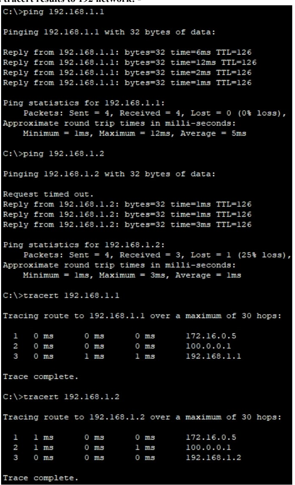 tracert results to 192 network.
C:\>ping 192.168.1.1
Pinging 192.168.1.1 with 32 bytes of data:
Reply from 192.168.1.1: bytes=32 time=6ms TTL=126
Reply from 192.168.1.1: bytes=32 time=12ms TTL=126
Reply from 192.168.1.1: bytes=32 time=2ms TTL=126
Reply from 192.168.1.1: bytes=32 time=1ms TTL=126
Ping statistics for 192.168.1.1:
Packets: Sent = 4, Received = 4, Lost = 0 (0% loss),
Approximate round trip times in milli-seconds:
Minimum = 1ms, Maximum = 12ms, Average = 5ms
C:\>ping 192.168.1.2
Pinging 192.168.1.2 with 32 bytes of data:
Request timed out.
Reply from 192.168.1.2: bytes=32 time=1ms TTL=126
Reply from 192.168.1.2: bytes=32 time=1ms TTL=126
Reply from 192.168.1.2: bytes=32 time=3ms TTL=126
Ping statistics for 192.168.1.2:
Packets: Sent = 4, Received = 3, Lost = 1 (25% loss),
Approximate round trip times in milli-seconds:
Minimum = 1ms, Maximum = 3ms, Average = 1ms
C:\>tracert 192.168.1.1
Tracing route to 192.168.1.1 over a maximum of 30 hops:
1 0 ms 0 ms 0 ms 172.16.0.5
2 0 ms 0 ms 0 ms 100.0.0.1
3 0 ms 1 ms 1 ms 192.168.1.1
Trace complete.
C:\>tracert 192.168.1.2
Tracing route to 192.168.1.2 over a maximum of 30 hops:
1 1 ms 0 ms 0 ms 172.16.0.5
2 1 ms 0 ms 1 ms 100.0.0.1
3 0 ms 0 ms 0 ms 192.168.1.2
Trace complete.